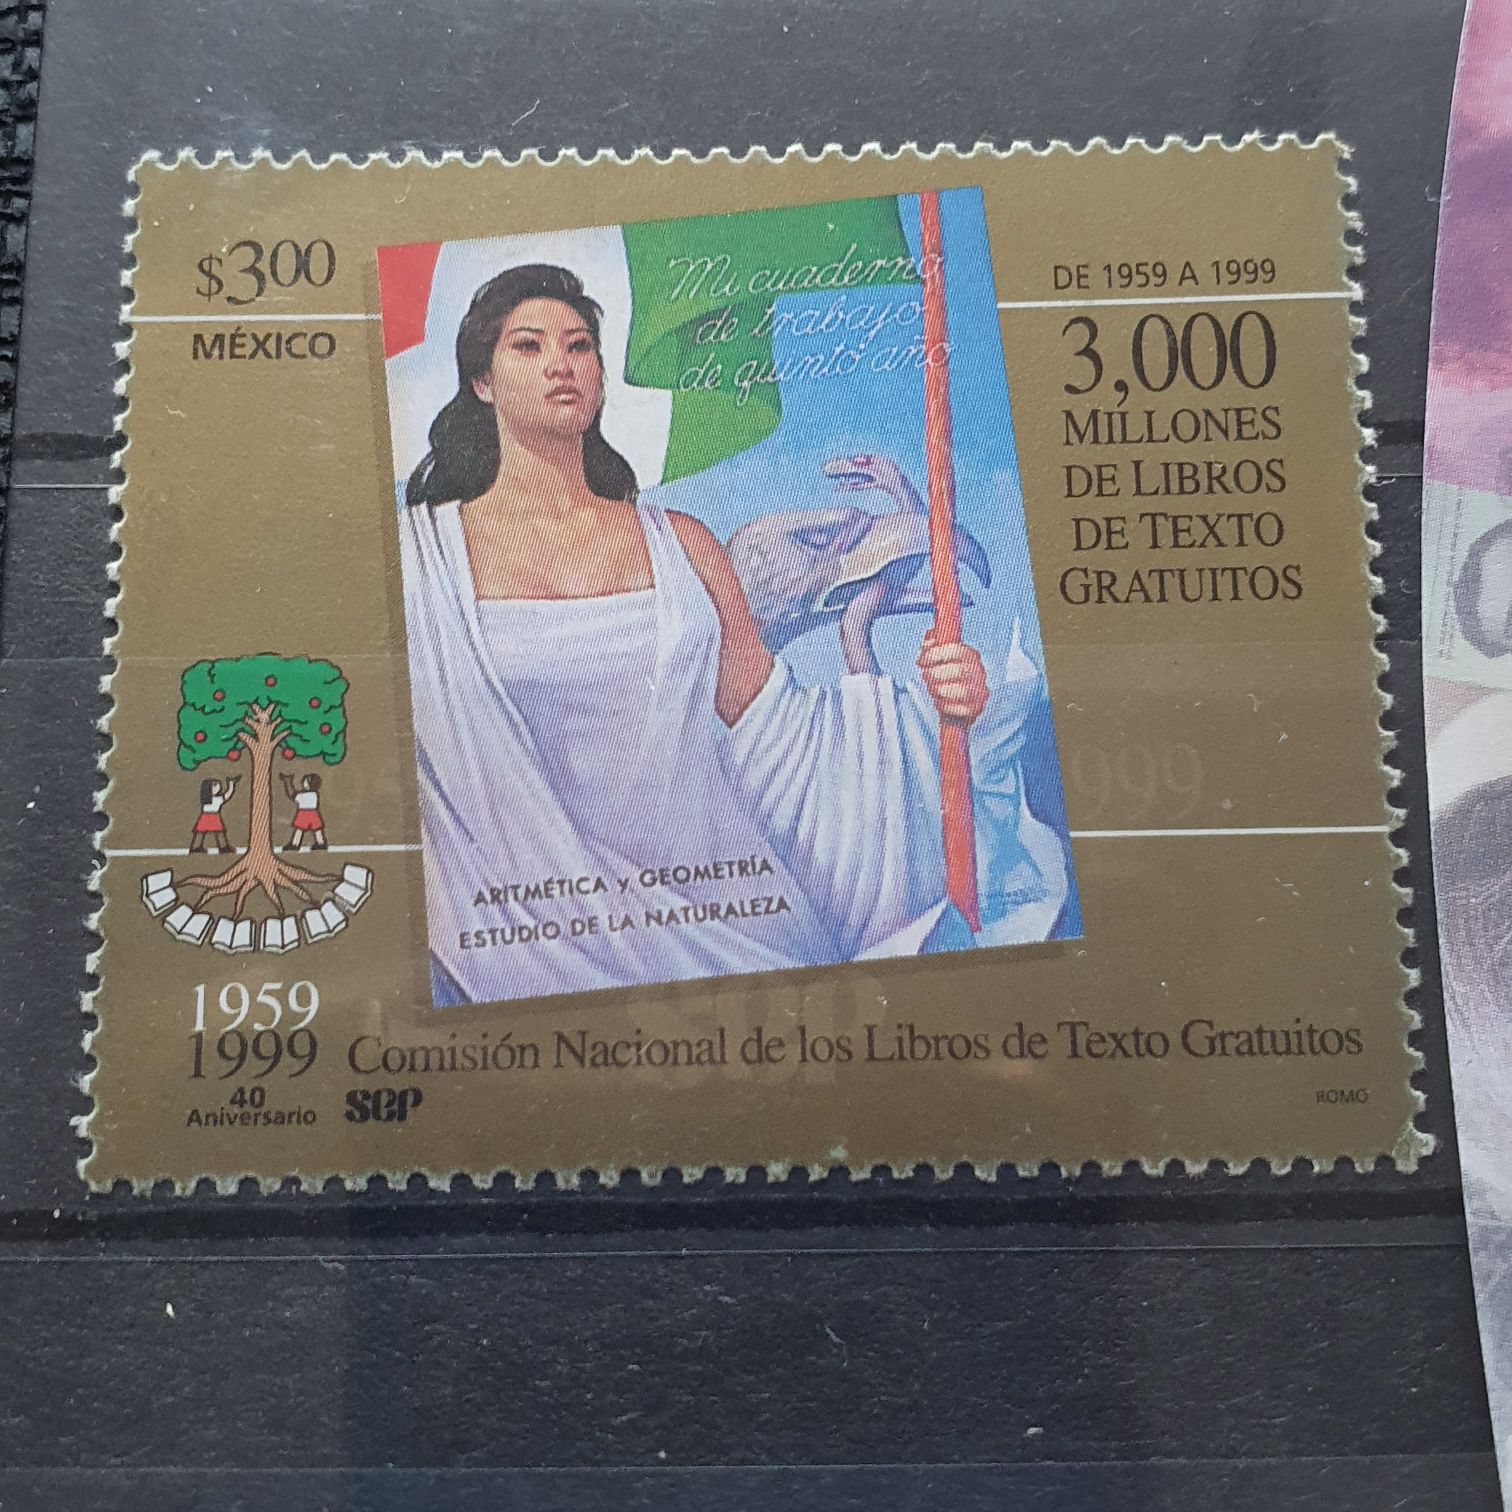 $3.00
MÉXICO
Mi cuaderno
de trabajo
de quinto año
DE 1959 A 1999
3,000
MILLONES
DE LIBROS
DE TEXTO
GRATUITOS
ARITMÉTICA y GEOMETRÍA
ESTUDIO DE LA NATURALEZA
1959
1999
40
Aniversario
Comisión Nacional de los Libros de Texto Gratuitos
SEP
ROMO